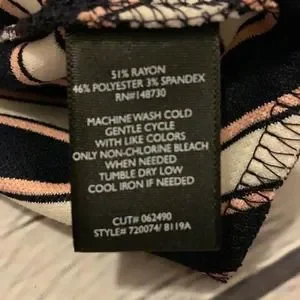 51% RAYON
46% POLYESTER 3% SPANDEX
RN#148730
MACHINE WASH COLD
GENTLE CYCLE
WITH LIKE COLORS
ONLY NON-CHLORINE BLEACH
WHEN NEEDED
TUMBLE DRY LOW
COOL IRON IF NEEDED
CUT# 062490
STYLE# 720074/ 8119A